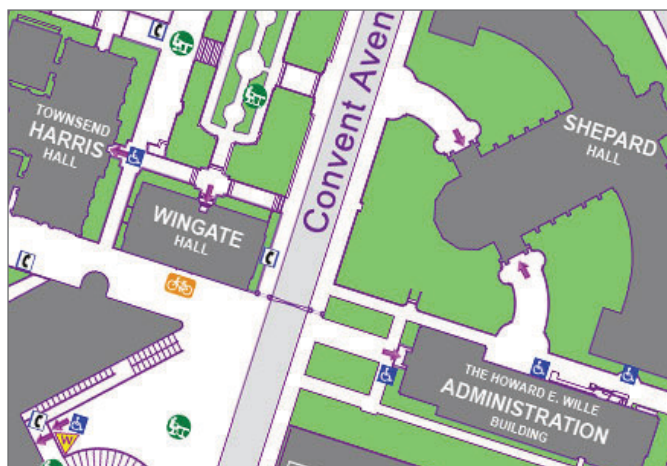 TOWNSEND
HARRIS
HALL
WINGATE
HALL
Convent Aven
SHEPARD
HALL
THE HOWARD E. WILLE
ADMINISTRATION
BUILDING
W